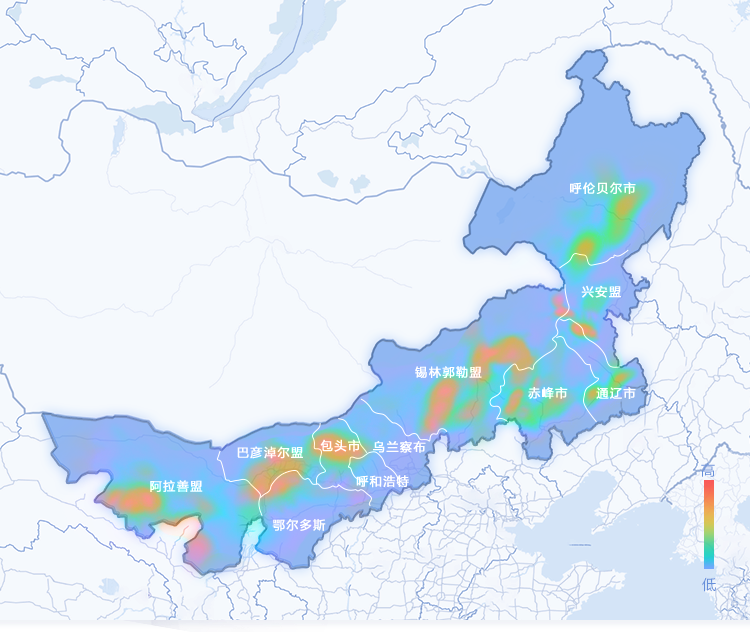 呼伦贝尔市
兴安盟
锡林郭勒盟
赤峰市
通辽市
包头市
乌兰察布
巴彦淖尔盟
呼和浩特
阿拉善盟
鄂尔多斯
高
低